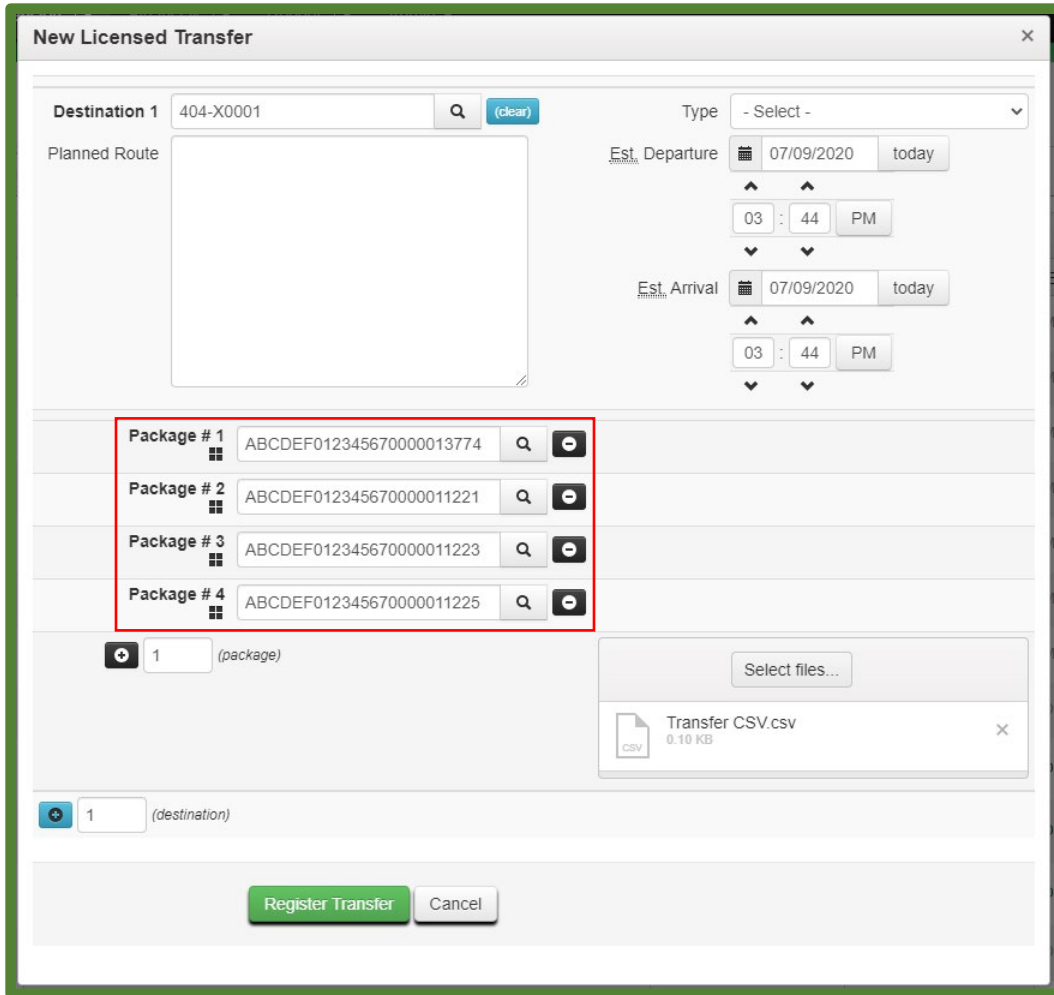 New Licensed Transfer ×
Destination 1 404-X0001 (clear) Type - Select -
Planned Route Est. Departure 07/09/2020 today
03 : 44 PM
Est. Arrival 07/09/2020 today
03 : 44 PM
Package # 1 ABCDEF012345670000013774
Package # 2 ABCDEF012345670000011221
Package # 3 ABCDEF012345670000011223
Package # 4 ABCDEF012345670000011225
1 (package) Select files...
CSV Transfer CSV.csv ×
0.10 KB
1 (destination)
Register Transfer Cancel